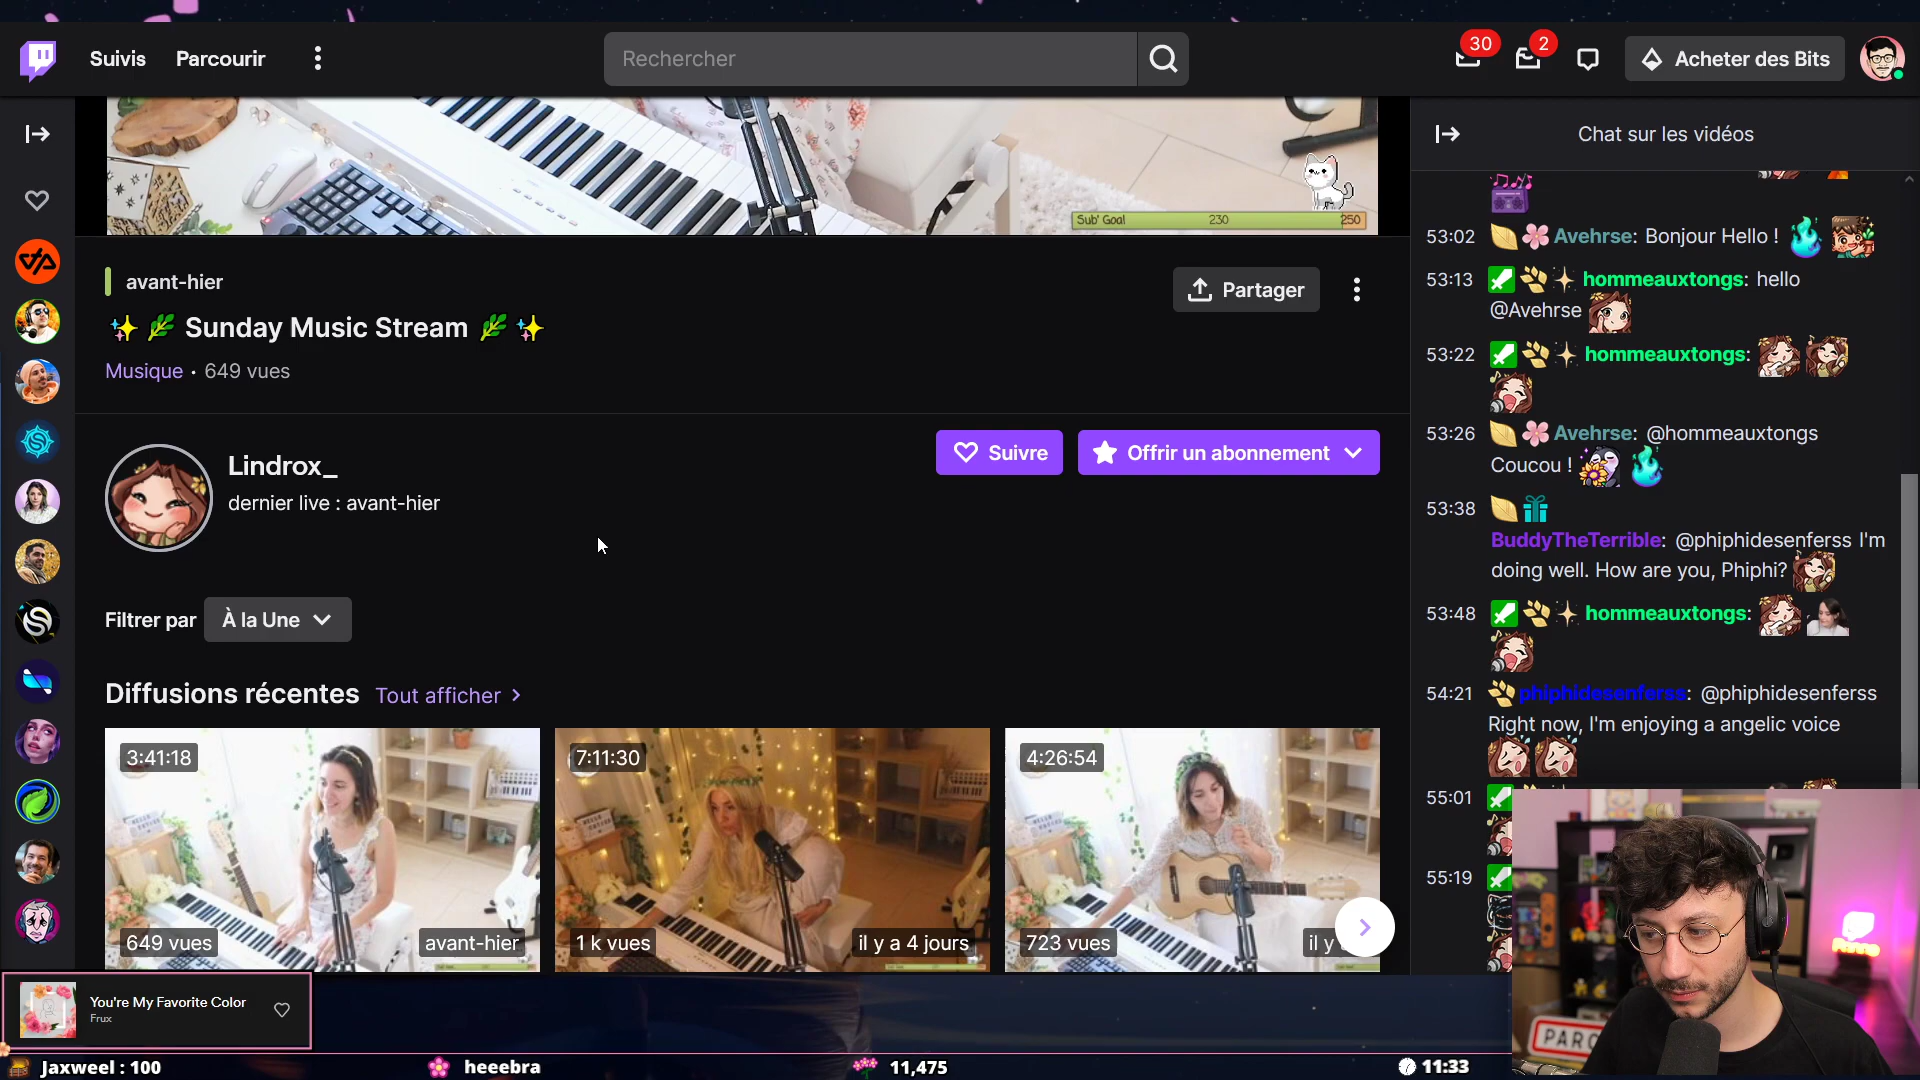 Suivis
Parcourir
Rechercher
30
2
Acheter des Bits
Sub' Goal 230 250
avant-hier
✨🌿 Sunday Music Stream 🌿✨
Musique • 649 vues
Partager
Lindrox_
dernier live : avant-hier
Suivre
Offrir un abonnement
Filtrer par À la Une
Diffusions récentes Tout afficher
3:41:18
649 vues
avant-hier
7:11:30
1 k vues
il y a 4 jours
4:26:54
723 vues
il y
Chat sur les vidéos
53:02 Avehrse: Bonjour Hello !
53:13 hommeauxtongs: hello
@Avehrse
53:22 hommeauxtongs:
53:26 Avehrse: @hommeauxtongs
Coucou !
53:38
BuddyTheTerrible: @phiphidesenferss I'm
doing well. How are you, Phiphi?
53:48 hommeauxtongs:
54:21 phiphidesenferss: @phiphidesenferss
Right now, I'm enjoying a angelic voice
55:01
55:19
You're My Favorite Color
Frux
Jaxweel : 100
heeebra
11,475
11:33